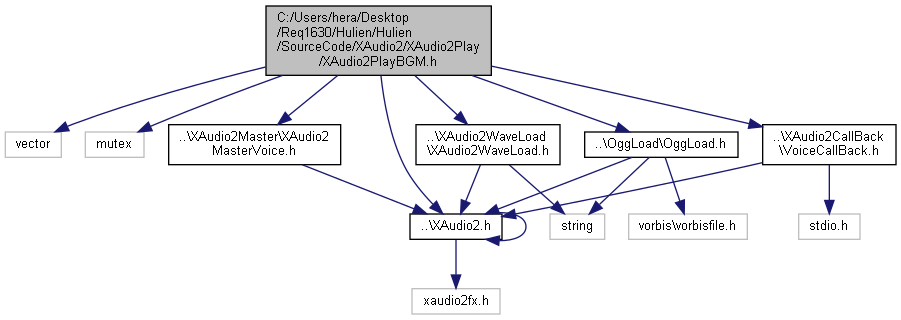 C:/Users/hera/Desktop
/Req1630/Hulien/Hulien
/SourceCode/XAudio2/XAudio2Play
/XAudio2PlayBGM.h
vector
mutex
..\XAudio2Master\XAudio2
MasterVoice.h
..\XAudio2WaveLoad
\XAudio2WaveLoad.h
..\OggLoad\OggLoad.h
..\XAudio2CallBack
\VoiceCallBack.h
..\XAudio2.h
string
vorbis\vorbisfile.h
stdio.h
xaudio2fx.h